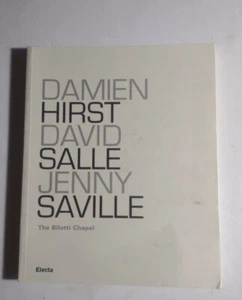 DAMIEN
HIRST
DAVID
SALLE
JENNY
SAVILLE
The Bilotti Chapel
Electa